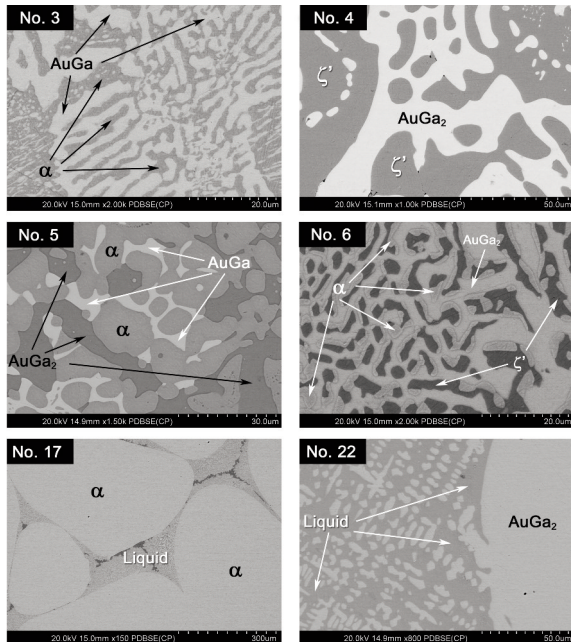 No. 3
AuGa
α
20.0kV 15.0mm x2.00k PDBSE(CP) 20.0um
No. 4
ζ'
AuGa₂
ζ'
20.0kV 15.1mm x1.00k PDBSE(CP) 50.0um
No. 5
α
AuGa
α
AuGa₂
20.0kV 14.9mm x1.50k PDBSE(CP) 30.0um
No. 6
AuGa₂
α
ζ'
20.0kV 15.0mm x2.00k PDBSE(CP) 20.0um
No. 17
α
Liquid
α
20.0kV 15.0mm x150 PDBSE(CP) 300um
No. 22
Liquid
AuGa₂
20.0kV 14.9mm x800 PDBSE(CP) 50.0um